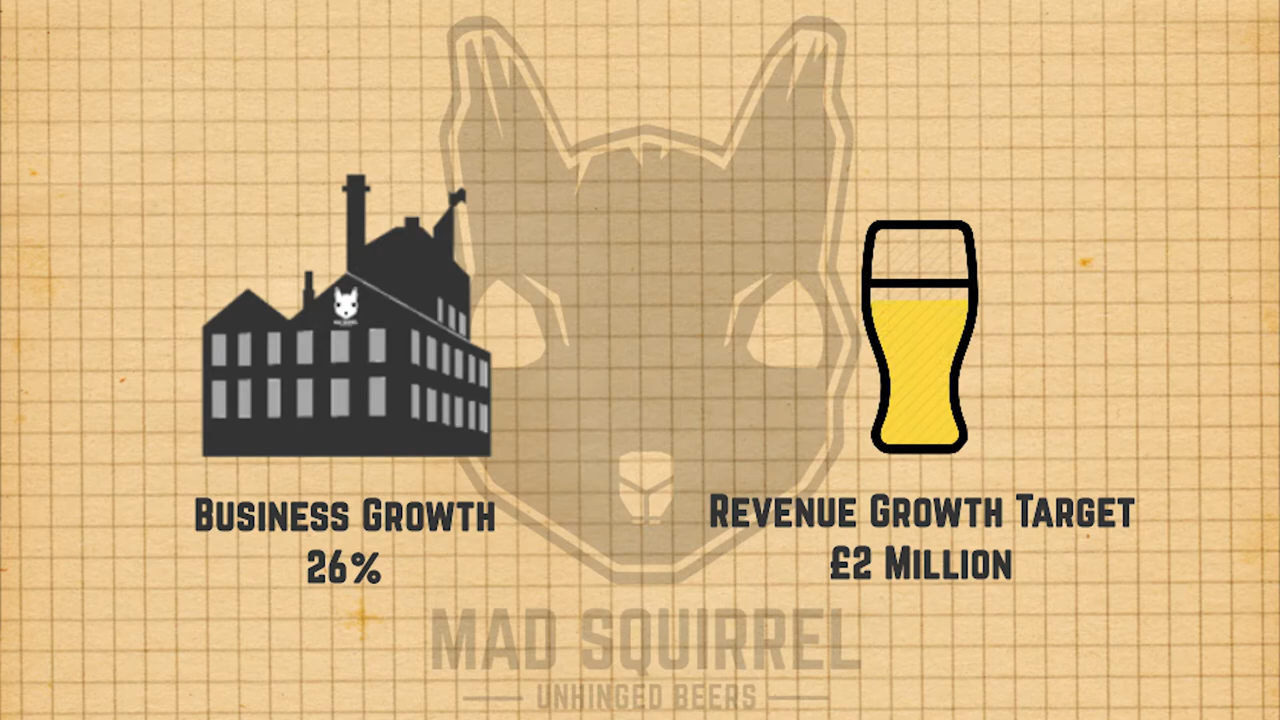 Business Growth
26%
Revenue Growth Target
£2 Million
MAD SQUIRREL
UNHINGED BEERS